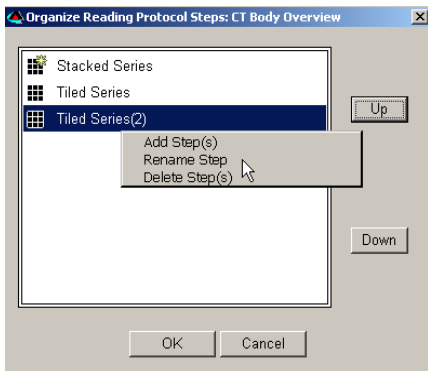 Organize Reading Protocol Steps: CT Body Overview
Stacked Series
Tiled Series
Tiled Series(2)
Up
Add Step(s)
Rename Step
Delete Step(s)
Down
OK
Cancel